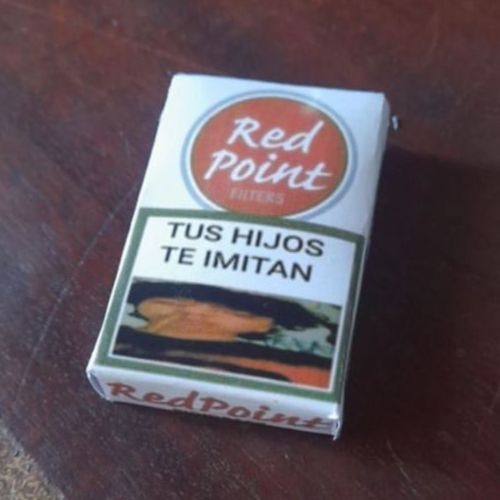 Red
Point
FILTERS
TUS HIJOS
TE IMITAN
RedPoint